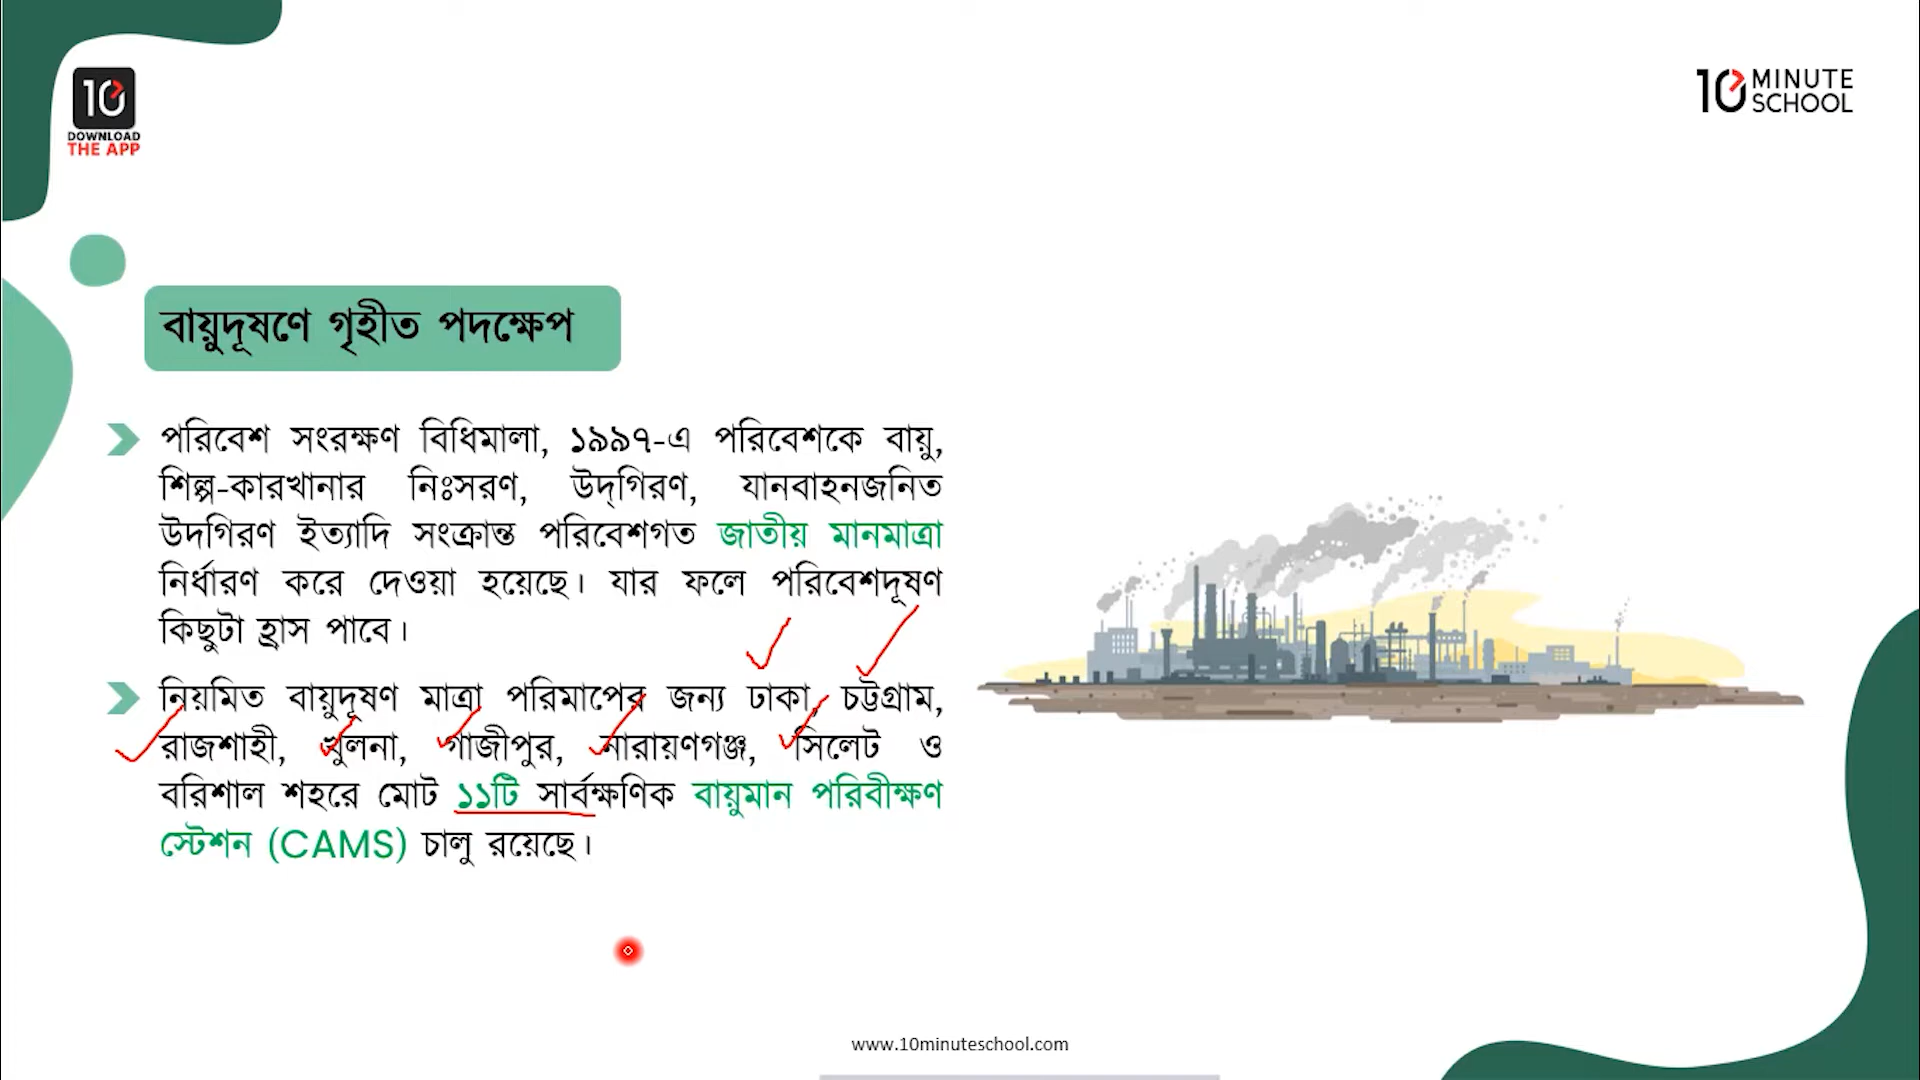 10
DOWNLOAD
THE APP
10 MINUTE
SCHOOL
বায়ুদূষণে গৃহীত পদক্ষেপ
পরিবেশ সংরক্ষণ বিধিমালা, ১৯৯৭-এ পরিবেশকে বায়ু,
শিল্প-কারখানার নিঃসরণ, উদ্‌গিরণ, যানবাহনজনিত
উদগিরণ ইত্যাদি সংক্রান্ত পরিবেশগত জাতীয় মানমাত্রা
নির্ধারণ করে দেওয়া হয়েছে। যার ফলে পরিবেশদূষণ
কিছুটা হ্রাস পাবে।
নিয়মিত বায়ুদূষণ মাত্রা পরিমাপের জন্য ঢাকা, চট্টগ্রাম,
রাজশাহী, খুলনা, গাজীপুর, নারায়ণগঞ্জ, সিলেট ও
বরিশাল শহরে মোট ১১টি সার্বক্ষণিক বায়ুমান পরিবীক্ষণ
স্টেশন (CAMS) চালু রয়েছে।
www.10minuteschool.com